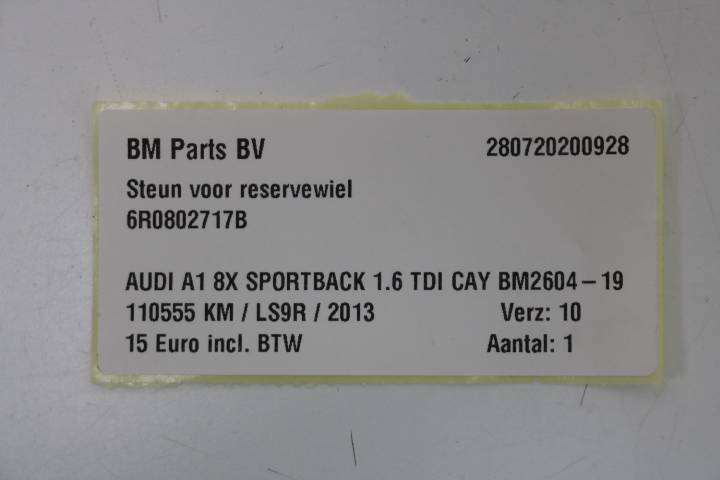 BM Parts BV 280720200928
Steun voor reservewiel
6R0802717B
AUDI A1 8X SPORTBACK 1.6 TDI CAY BM2604-19
110555 KM / LS9R / 2013 Verz: 10
15 Euro incl. BTW Aantal: 1